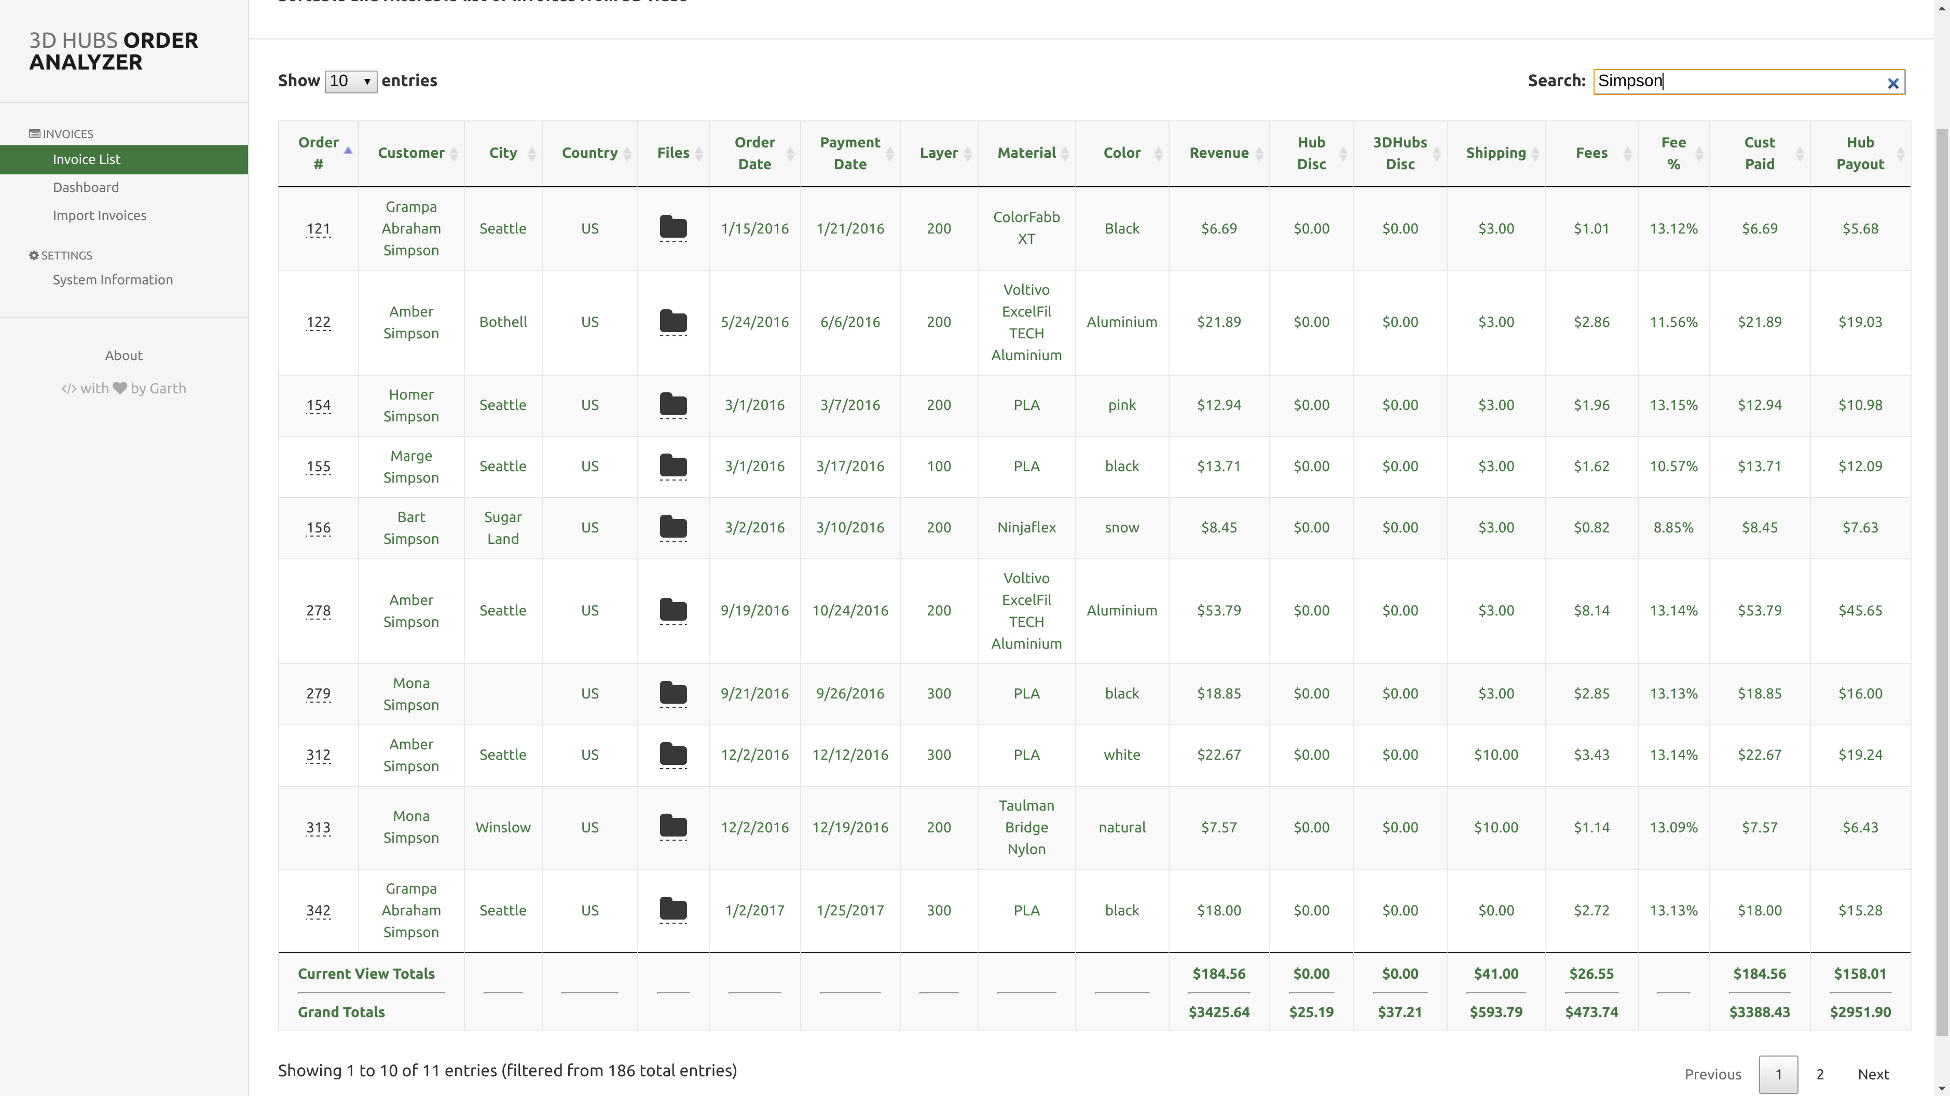 3D HUBS ORDER
ANALYZER
INVOICES
Invoice List
Dashboard
Import Invoices
SETTINGS
System Information
About
</> with by Garth
Show 10 entries
Search: Simpson
Order # Customer City Country Files Order Date Payment Date Layer Material Color Revenue Hub Disc 3DHubs Disc Shipping Fees Fee % Cust Paid Hub Payout
121 Grampa Abraham Simpson Seattle US 1/15/2016 1/21/2016 200 ColorFabb XT Black $6.69 $0.00 $0.00 $3.00 $1.01 13.12% $6.69 $5.68
122 Amber Simpson Bothell US 5/24/2016 6/6/2016 200 Voltivo ExcelFil TECH Aluminium Aluminium $21.89 $0.00 $0.00 $3.00 $2.86 11.56% $21.89 $19.03
154 Homer Simpson Seattle US 3/1/2016 3/7/2016 200 PLA pink $12.94 $0.00 $0.00 $3.00 $1.96 13.15% $12.94 $10.98
155 Marge Simpson Seattle US 3/1/2016 3/17/2016 100 PLA black $13.71 $0.00 $0.00 $3.00 $1.62 10.57% $13.71 $12.09
156 Bart Simpson Sugar Land US 3/2/2016 3/10/2016 200 Ninjaflex snow $8.45 $0.00 $0.00 $3.00 $0.82 8.85% $8.45 $7.63
278 Amber Simpson Seattle US 9/19/2016 10/24/2016 200 Voltivo ExcelFil TECH Aluminium Aluminium $53.79 $0.00 $0.00 $3.00 $8.14 13.14% $53.79 $45.65
279 Mona Simpson US 9/21/2016 9/26/2016 300 PLA black $18.85 $0.00 $0.00 $3.00 $2.85 13.13% $18.85 $16.00
312 Amber Simpson Seattle US 12/2/2016 12/12/2016 300 PLA white $22.67 $0.00 $0.00 $10.00 $3.43 13.14% $22.67 $19.24
313 Mona Simpson Winslow US 12/2/2016 12/19/2016 200 Taulman Bridge Nylon natural $7.57 $0.00 $0.00 $10.00 $1.14 13.09% $7.57 $6.43
342 Grampa Abraham Simpson Seattle US 1/2/2017 1/25/2017 300 PLA black $18.00 $0.00 $0.00 $0.00 $2.72 13.13% $18.00 $15.28
Current View Totals $184.56 $0.00 $0.00 $41.00 $26.55 $184.56 $158.01
Grand Totals $3425.64 $25.19 $37.21 $593.79 $473.74 $3388.43 $2951.90
Showing 1 to 10 of 11 entries (filtered from 186 total entries)
Previous 1 2 Next